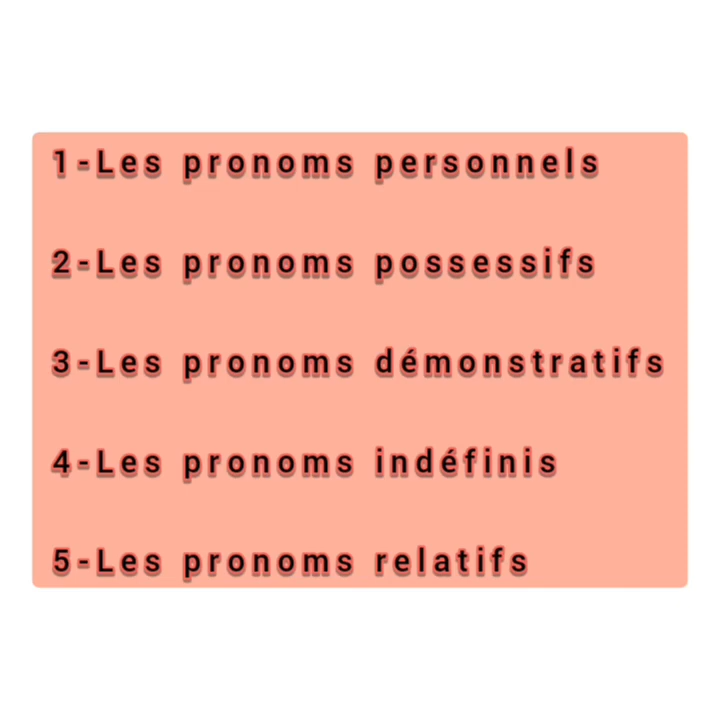 1-Les pronoms personnels
2-Les pronoms possessifs
3-Les pronoms démonstratifs
4-Les pronoms indéfinis
5-Les pronoms relatifs